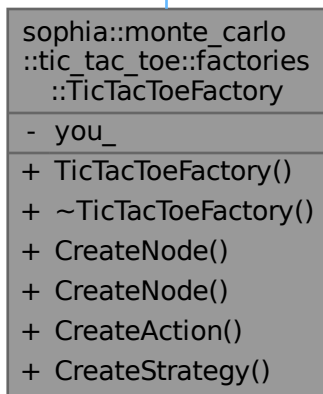 sophia::monte_carlo
::tic_tac_toe::factories
::TicTacToeFactory
- you_
+ TicTacToeFactory()
+ ~TicTacToeFactory()
+ CreateNode()
+ CreateNode()
+ CreateAction()
+ CreateStrategy()